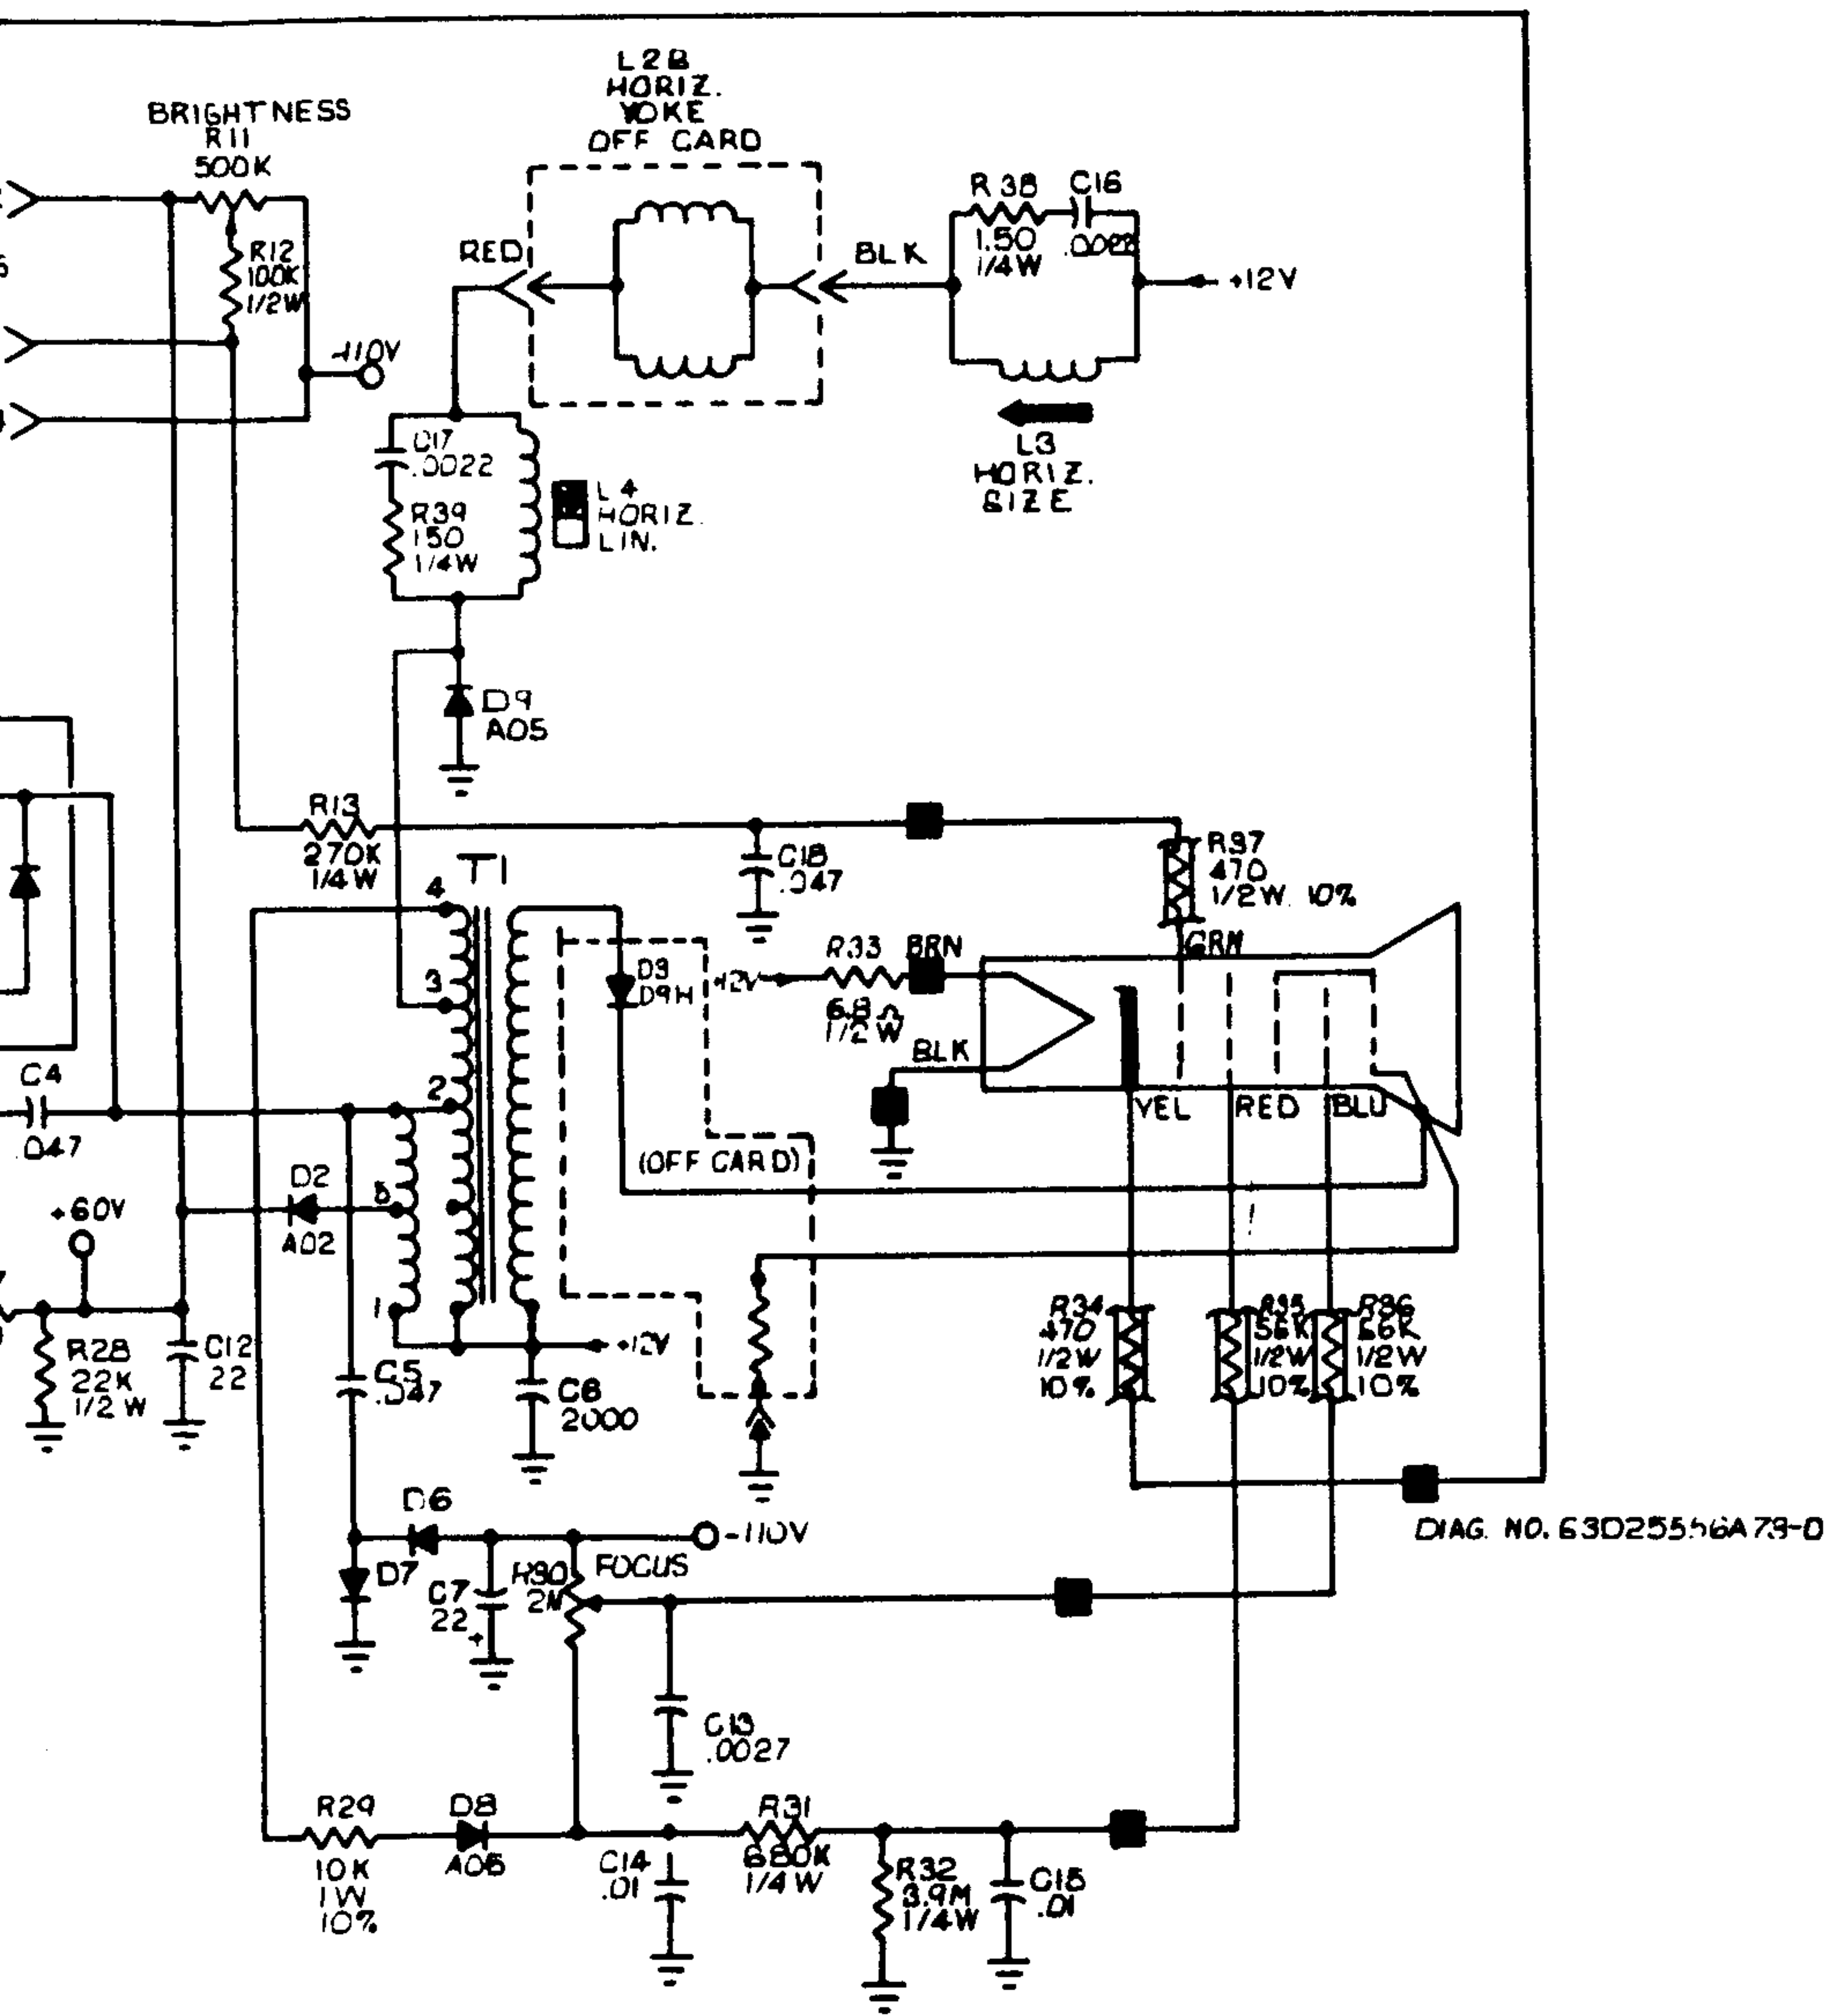 L2B
HORIZ.
YOKE
OFF CARD
BRIGHTNESS
R11
500K
R12
100K
1/2W
RED
BLK
R38
1.50
1/4W
C16
.0022
+12V
-110V
L3
HORIZ.
SIZE
C17
.0022
R39
150
1/4W
L4
HORIZ.
LIN.
D9
A05
R13
270K
1/4W
T1
4
3
2
5
1
C18
.047
R37
470
1/2W. 10%
GRN
D3
D9H
+12V
R33
6.8Ω
1/2W
BRN
BLK
YEL
RED
BLU
C4
.047
(OFF CARD)
D2
A02
+60V
R28
22K
1/2W
C12
22
C5
.047
+12V
C6
2000
R34
470
1/2W
10%
R35
56K
1/2W
10%
R36
56K
1/2W
10%
D6
-110V
DIAG. NO. 63D25556A79-0
D7
C7
22
+
R30
2M
FOCUS
C13
.0027
R29
10K
1W
10%
D8
A05
C14
.01
R31
680K
1/4W
R32
3.9M
1/4W
C15
.01